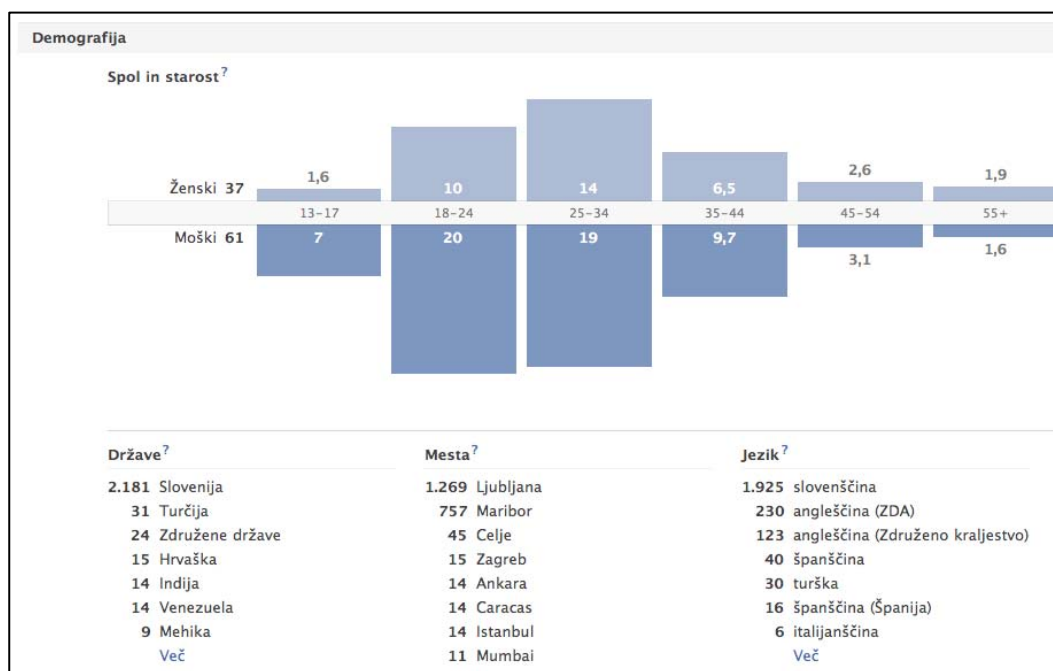 Demografija
Spol in starost?
Ženski 37 1,6 10 14 6,5 2,6 1,9
13-17 18-24 25-34 35-44 45-54 55+
Moški 61 7 20 19 9,7 3,1 1,6
Države?
2.181 Slovenija
31 Turčija
24 Združene države
15 Hrvaška
14 Indija
14 Venezuela
9 Mehika
Več
Mesta?
1.269 Ljubljana
757 Maribor
45 Celje
15 Zagreb
14 Ankara
14 Caracas
14 Istanbul
11 Mumbai
Jezik?
1.925 slovenščina
230 angleščina (ZDA)
123 angleščina (Združeno kraljestvo)
40 španščina
30 turška
16 španščina (Španija)
6 italijanščina
Več